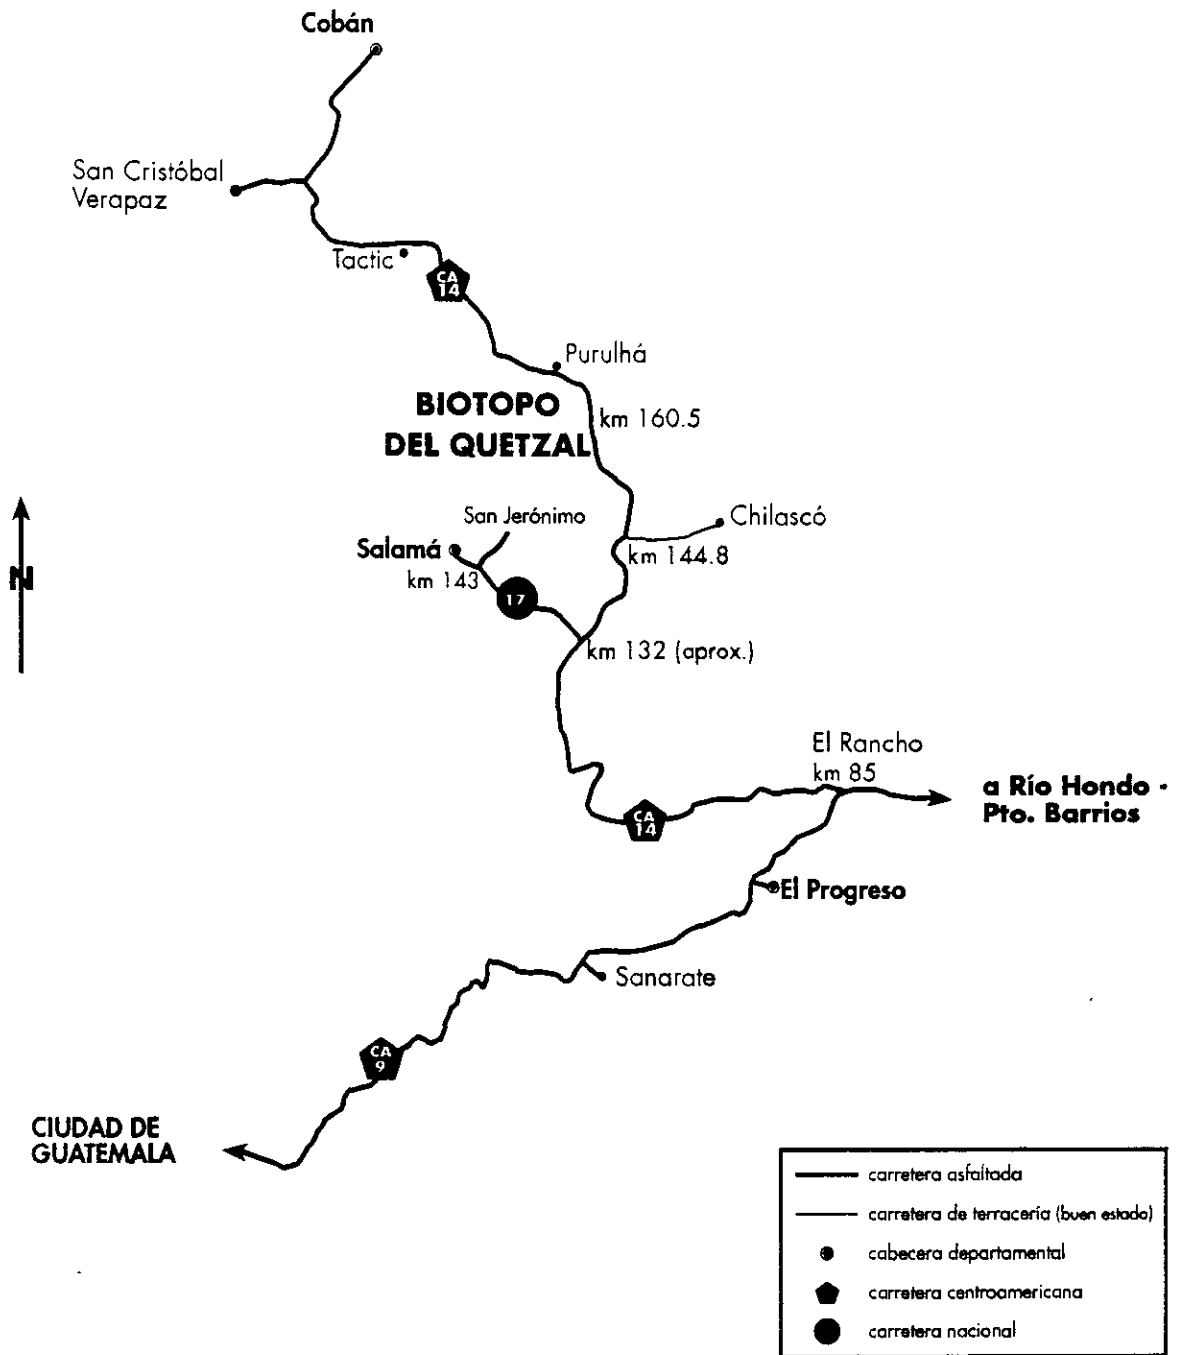 Cobán
San Cristóbal
Verapaz
Tactic
CA
14
Purulhá
BIOTOPO
DEL QUETZAL
km 160.5
San Jerónimo
Chilascó
Salamá
km 143
km 144.8
N
17
km 132 (aprox.)
El Rancho
km 85
a Río Hondo -
Pto. Barrios
CA
14
El Progreso
Sanarate
CA
9
CIUDAD DE
GUATEMALA
carretera asfaltada
carretera de terracería (buen estado)
cabecera departamental
carretera centroamericana
carretera nacional